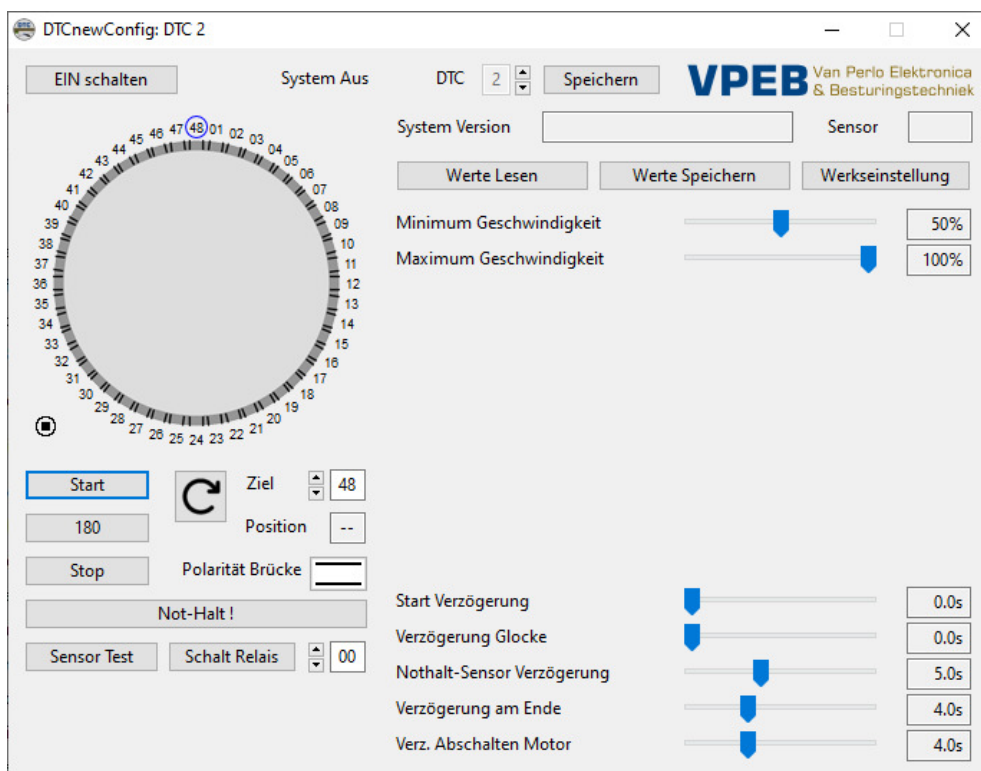 DTCnewConfig: DTC 2
EIN schalten System Aus DTC 2 Speichern
VPEB Van Perlo Elektronica & Besturingstechniek
System Version Sensor
Werte Lesen Werte Speichern Werkseinstellung
Minimum Geschwindigkeit 50%
Maximum Geschwindigkeit 100%
48 01 02 03 04 05 06 07 08 09 10 11 12 13 14 15 16 17 18 19 20 21 22 23 24 25 26 27 28 29 30 31 32 33 34 35 36 37 38 39 40 41 42 43 44 45 46 47
Start Ziel 48
180 Position --
Stop Polarität Brücke
Not-Halt !
Sensor Test Schalt Relais 00
Start Verzögerung 0.0s
Verzögerung Glocke 0.0s
Nothalt-Sensor Verzögerung 5.0s
Verzögerung am Ende 4.0s
Verz. Abschalten Motor 4.0s